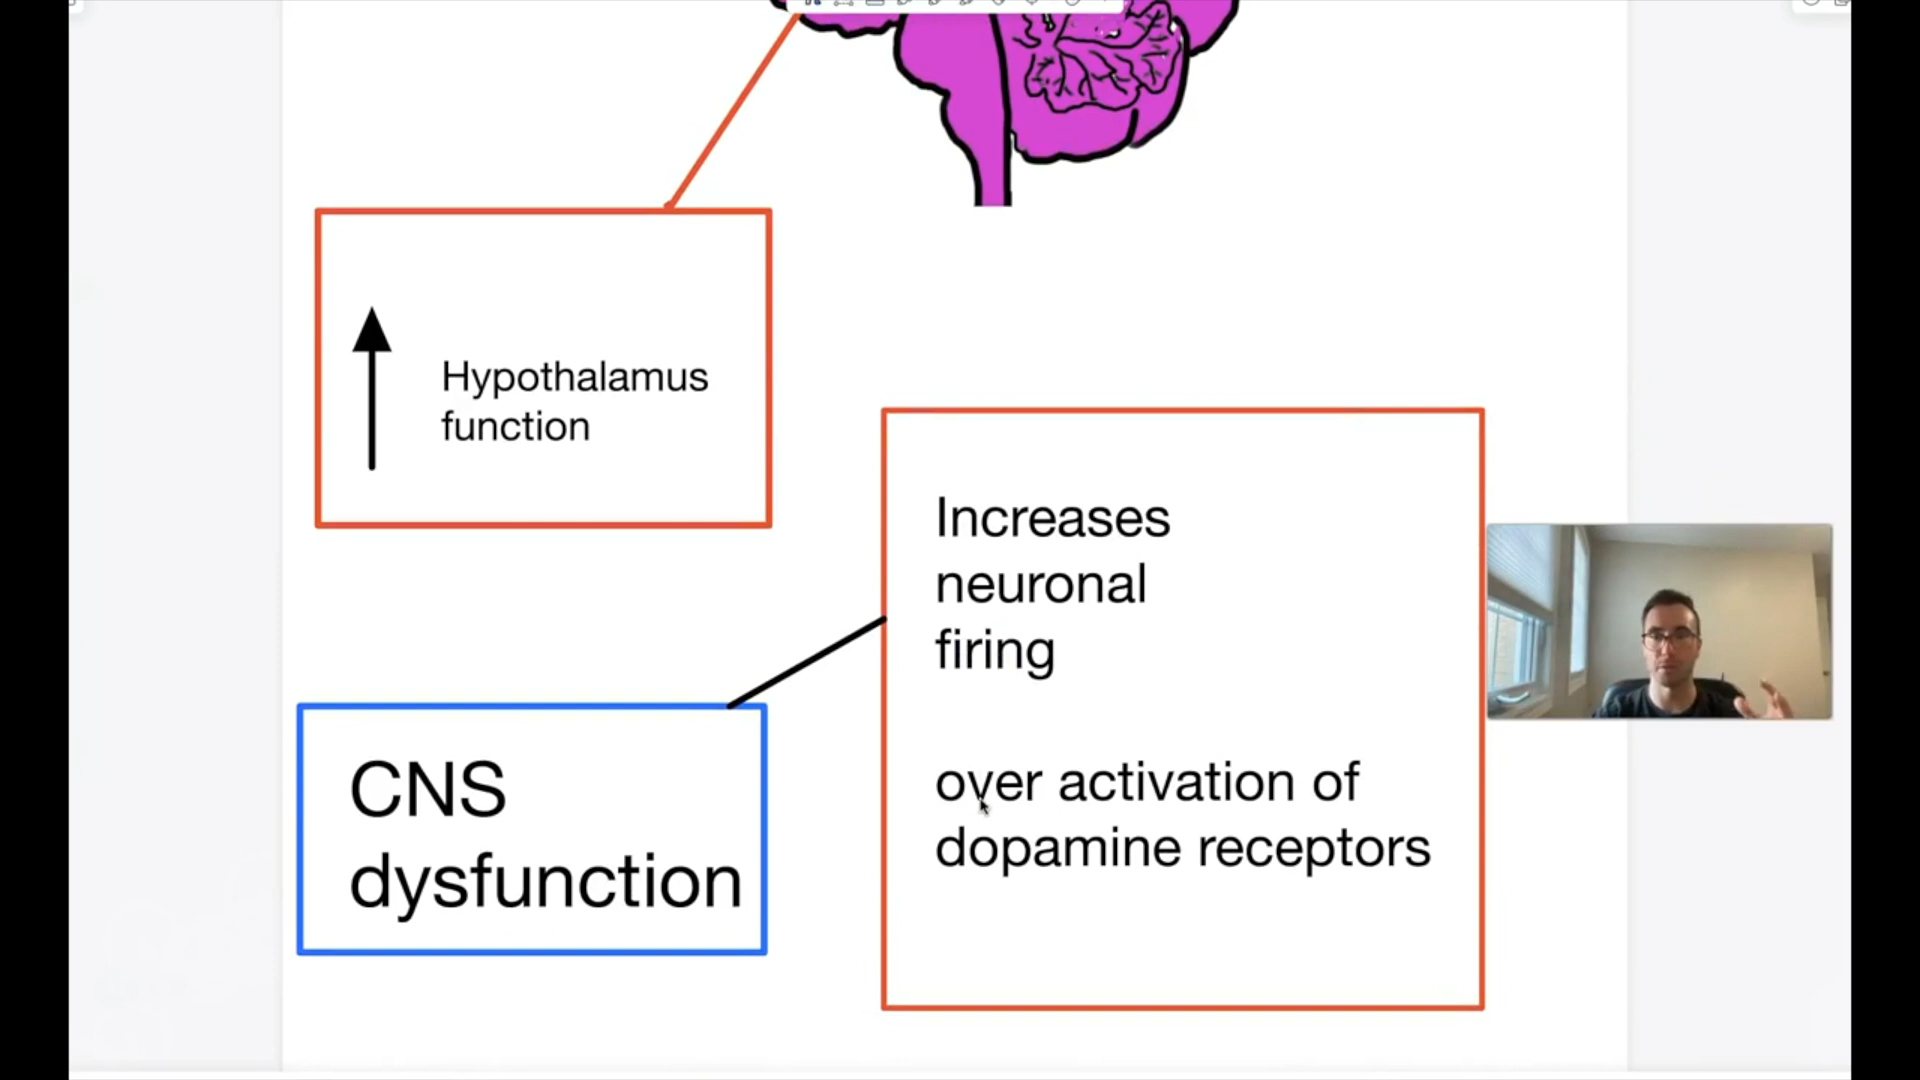 Hypothalamus
function
Increases
neuronal
firing
over activation of
dopamine receptors
CNS
dysfunction